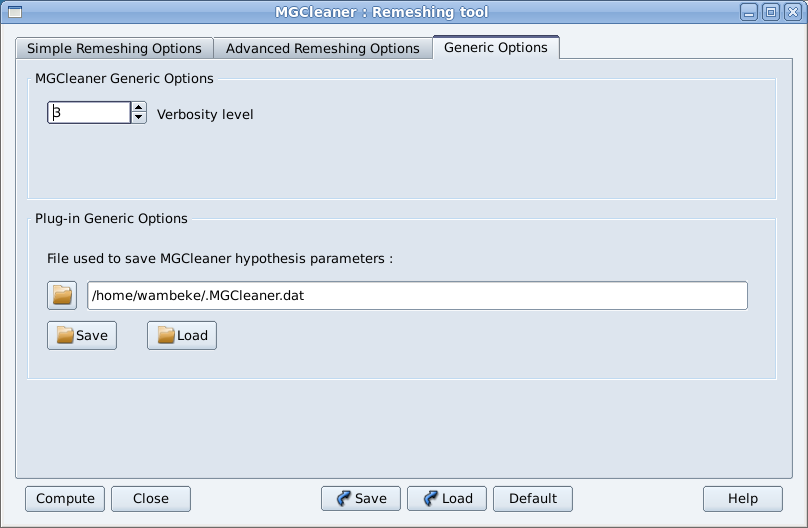 MGCleaner : Remeshing tool
Simple Remeshing Options Advanced Remeshing Options Generic Options
MGCleaner Generic Options
3 Verbosity level
Plug-in Generic Options
File used to save MGCleaner hypothesis parameters :
/home/wambeke/.MGCleaner.dat
Save Load
Compute Close Save Load Default Help